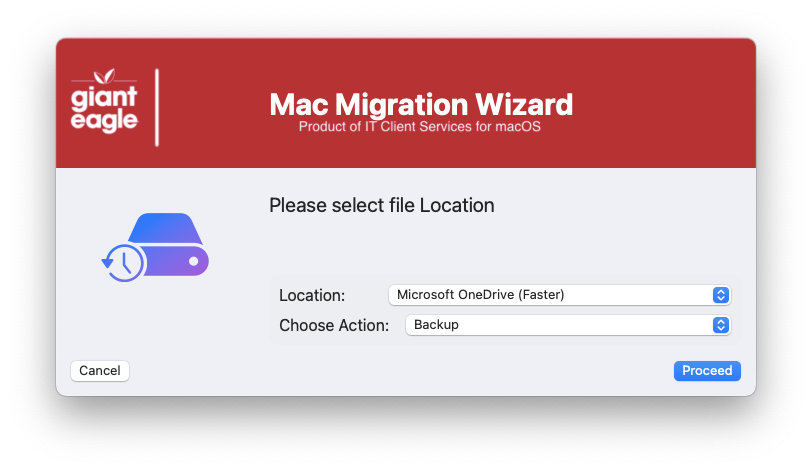 giant
eagle
Mac Migration Wizard
Product of IT Client Services for macOS
Please select file Location
Location: Microsoft OneDrive (Faster)
Choose Action: Backup
Cancel Proceed